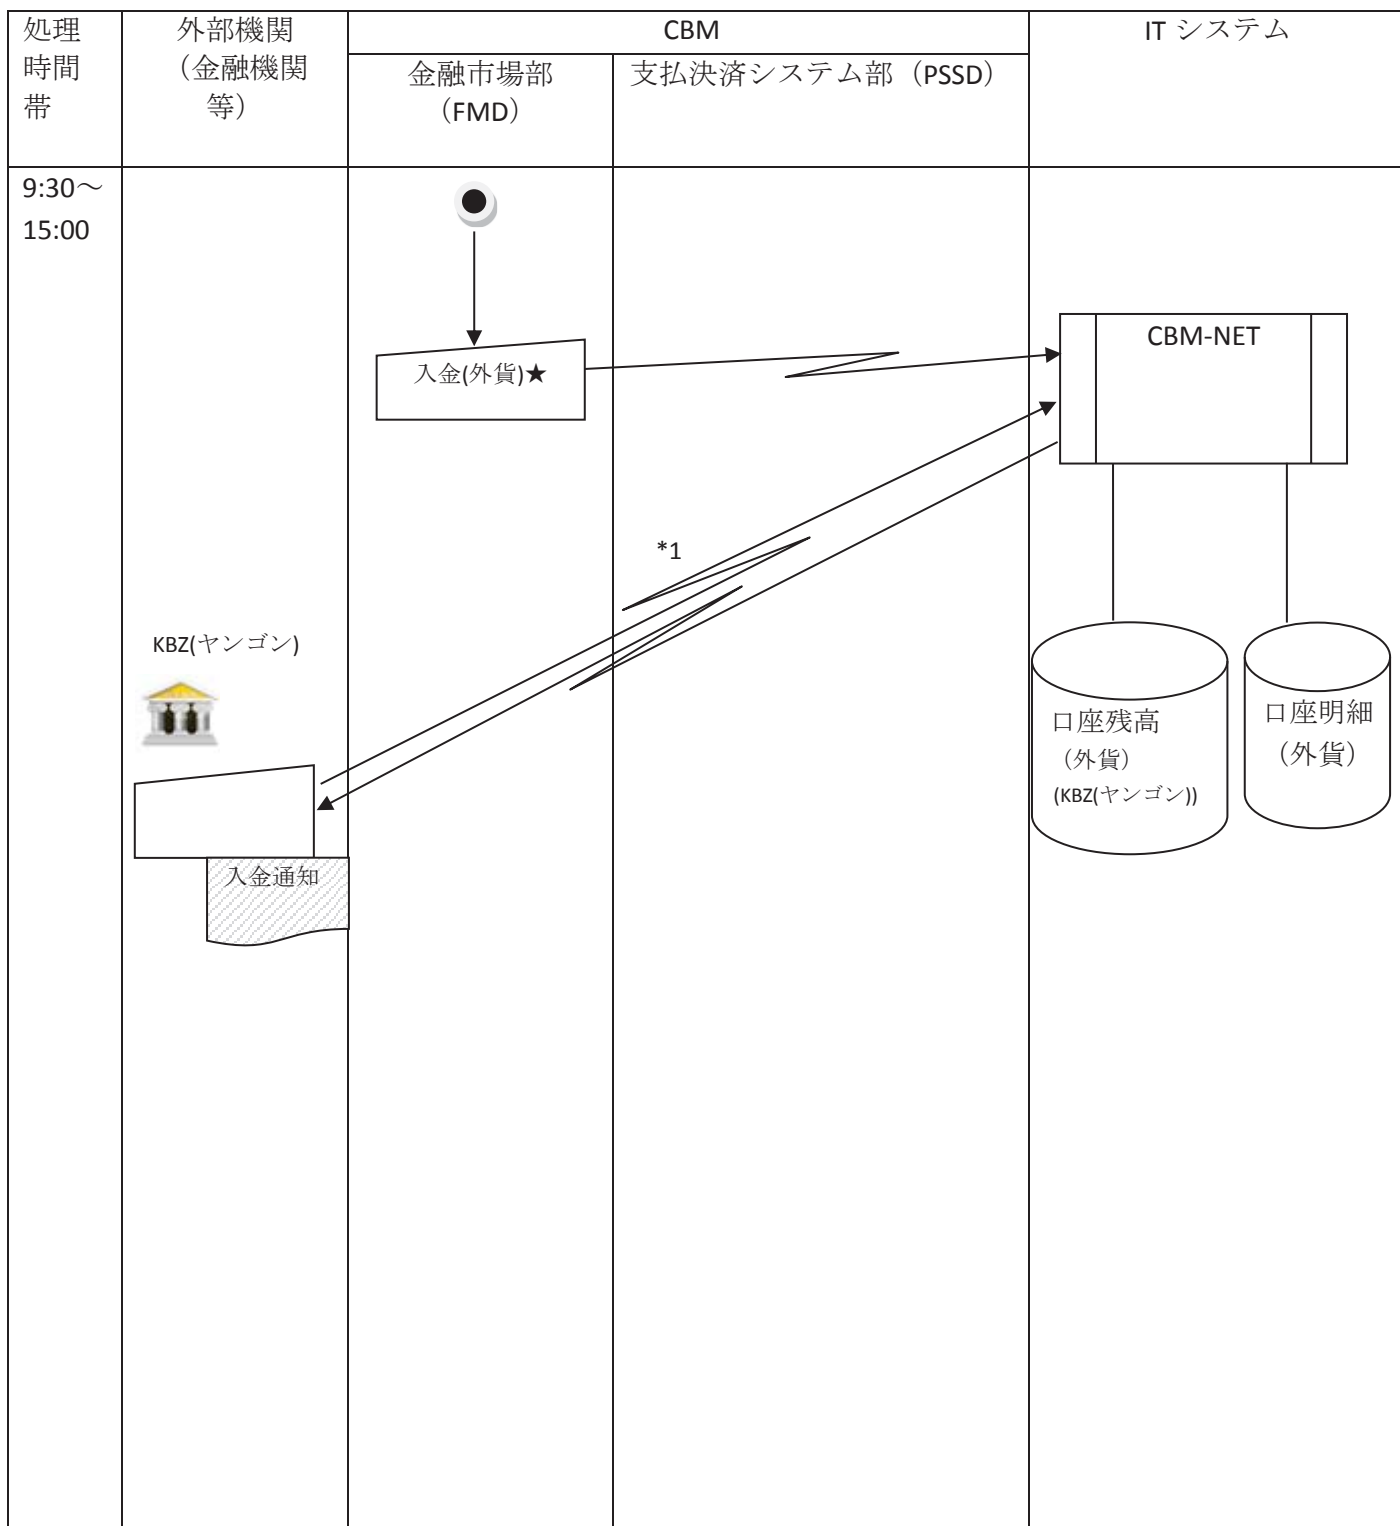 処理
時間
帯
外部機関
（金融機関
等）
CBM
金融市場部
（FMD）
支払決済システム部（PSSD）
IT システム
9:30～
15:00
入金(外貨)★
CBM-NET
*1
KBZ(ヤンゴン)
口座残高
（外貨）
(KBZ(ヤンゴン))
口座明細
（外貨）
入金通知